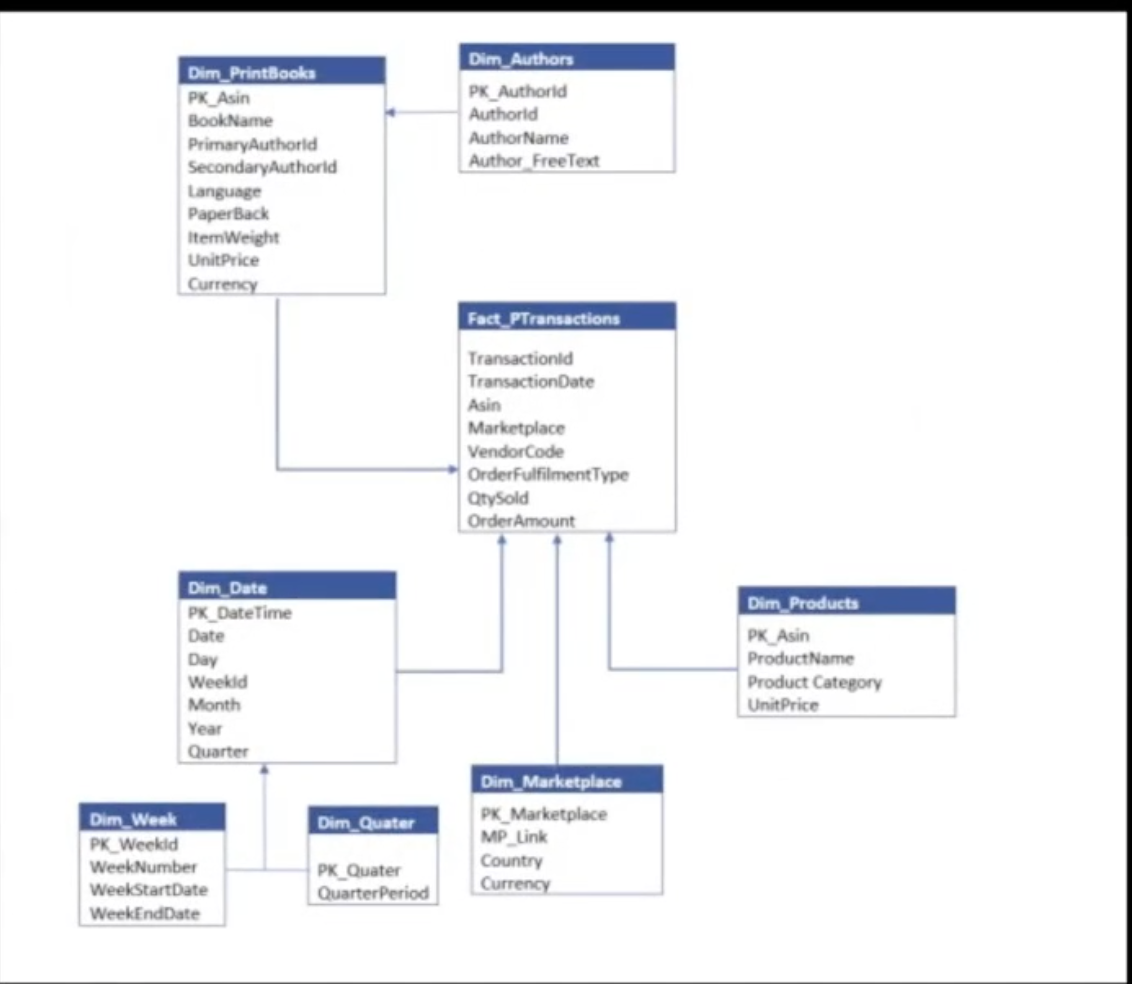 Dim_PrintBooks
PK_Asin
BookName
PrimaryAuthorId
SecondaryAuthorId
Language
PaperBack
ItemWeight
UnitPrice
Currency
Dim_Authors
PK_AuthorId
AuthorId
AuthorName
Author_FreeText
Fact_PTransactions
TransactionId
TransactionDate
Asin
Marketplace
VendorCode
OrderFulfilmentType
QtySold
OrderAmount
Dim_Date
PK_DateTime
Date
Day
WeekId
Month
Year
Quarter
Dim_Products
PK_Asin
ProductName
Product Category
UnitPrice
Dim_Week
PK_WeekId
WeekNumber
WeekStartDate
WeekEndDate
Dim_Quater
PK_Quater
QuarterPeriod
Dim_Marketplace
PK_Marketplace
MP_Link
Country
Currency